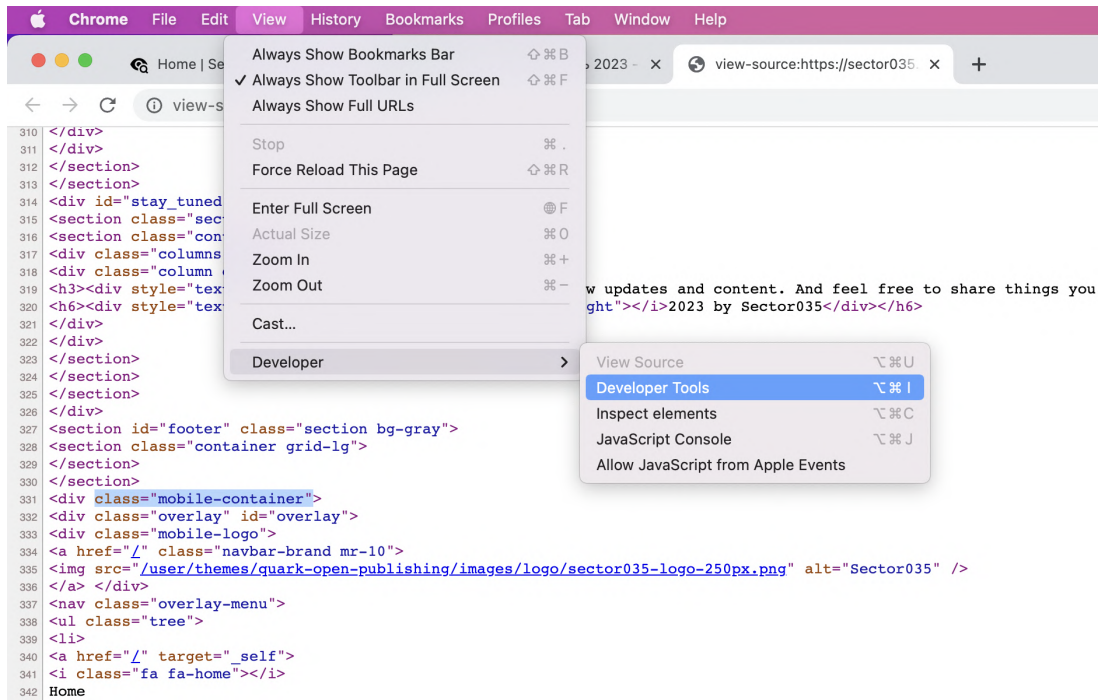 Chrome File Edit View History Bookmarks Profiles Tab Window Help
Home | Se
2023 - ✕
view-source:https://sector035. ✕ +
view-s
Always Show Bookmarks Bar ⇧⌘B
✓ Always Show Toolbar in Full Screen ⇧⌘F
Always Show Full URLs
Stop ⌘.
Force Reload This Page ⇧⌘R
Enter Full Screen 🌐F
Actual Size ⌘0
Zoom In ⌘+
Zoom Out ⌘−
Cast...
Developer >
View Source ⌥⌘U
Developer Tools ⌥⌘I
Inspect elements ⌥⌘C
JavaScript Console ⌥⌘J
Allow JavaScript from Apple Events
310 </div>
311 </div>
312 </section>
313 </section>
314 <div id="stay_tuned
315 <section class="sec
316 <section class="con
317 <div class="columns
318 <div class="column
319 <h3><div style="tex w updates and content. And feel free to share things you
320 <h6><div style="tex ght"></i>2023 by Sector035</div></h6>
321 </div>
322 </div>
323 </section>
324 </section>
325 </section>
326 </div>
327 <section id="footer" class="section bg-gray">
328 <section class="container grid-lg">
329 </section>
330 </section>
331 <div class="mobile-container">
332 <div class="overlay" id="overlay">
333 <div class="mobile-logo">
334 <a href="/" class="navbar-brand mr-10">
335 <img src="/user/themes/quark-open-publishing/images/logo/sector035-logo-250px.png" alt="Sector035" />
336 </a> </div>
337 <nav class="overlay-menu">
338 <ul class="tree">
339 <li>
340 <a href="/" target="_self">
341 <i class="fa fa-home"></i>
342 Home